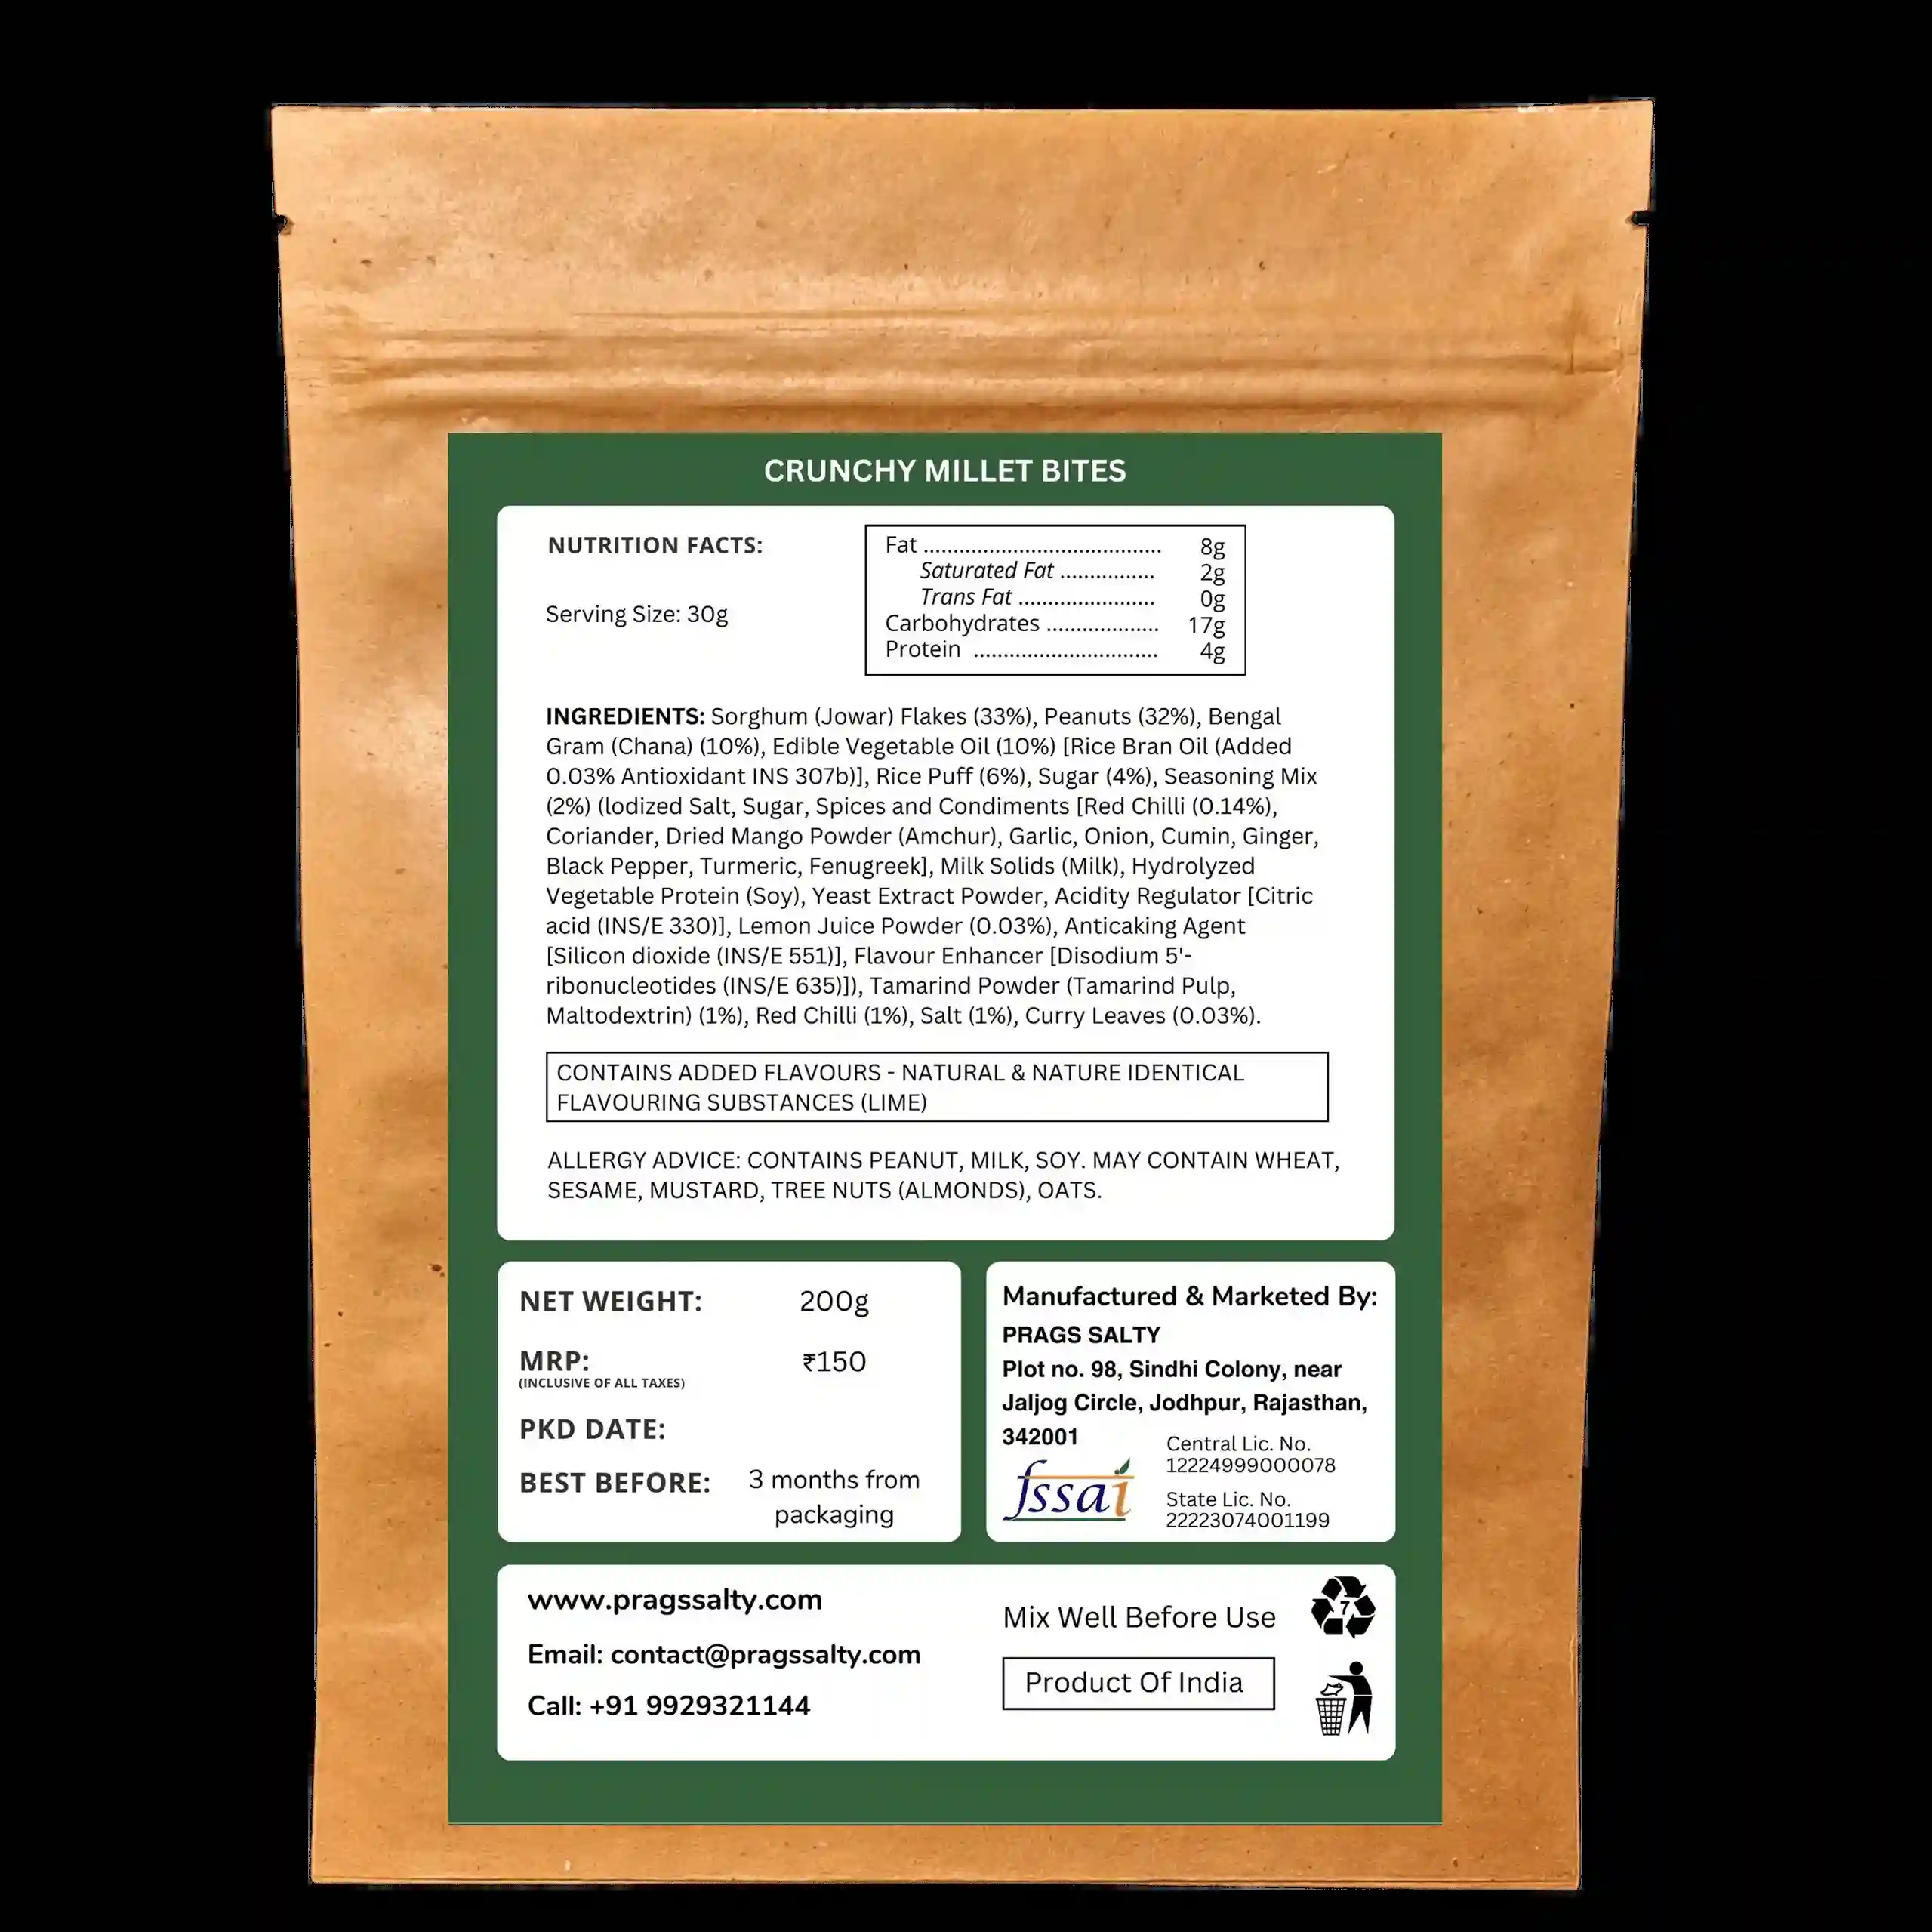 CRUNCHY MILLET BITES
NUTRITION FACTS:
Serving Size: 30g
Fat ........................................ 8g
Saturated Fat ................ 2g
Trans Fat ....................... 0g
Carbohydrates ................... 17g
Protein ............................... 4g
INGREDIENTS: Sorghum (Jowar) Flakes (33%), Peanuts (32%), Bengal
Gram (Chana) (10%), Edible Vegetable Oil (10%) [Rice Bran Oil (Added
0.03% Antioxidant INS 307b)], Rice Puff (6%), Sugar (4%), Seasoning Mix
(2%) (Iodized Salt, Sugar, Spices and Condiments [Red Chilli (0.14%),
Coriander, Dried Mango Powder (Amchur), Garlic, Onion, Cumin, Ginger,
Black Pepper, Turmeric, Fenugreek], Milk Solids (Milk), Hydrolyzed
Vegetable Protein (Soy), Yeast Extract Powder, Acidity Regulator [Citric
acid (INS/E 330)], Lemon Juice Powder (0.03%), Anticaking Agent
[Silicon dioxide (INS/E 551)], Flavour Enhancer [Disodium 5'-
ribonucleotides (INS/E 635)]), Tamarind Powder (Tamarind Pulp,
Maltodextrin) (1%), Red Chilli (1%), Salt (1%), Curry Leaves (0.03%).
CONTAINS ADDED FLAVOURS - NATURAL & NATURE IDENTICAL
FLAVOURING SUBSTANCES (LIME)
ALLERGY ADVICE: CONTAINS PEANUT, MILK, SOY. MAY CONTAIN WHEAT,
SESAME, MUSTARD, TREE NUTS (ALMONDS), OATS.
NET WEIGHT: 200g
MRP: ₹150
(INCLUSIVE OF ALL TAXES)
PKD DATE:
BEST BEFORE: 3 months from
packaging
Manufactured & Marketed By:
PRAGS SALTY
Plot no. 98, Sindhi Colony, near
Jaljog Circle, Jodhpur, Rajasthan,
342001
fssai
Central Lic. No.
12224999000078
State Lic. No.
22223074001199
www.pragssalty.com
Email: contact@pragssalty.com
Call: +91 9929321144
Mix Well Before Use
Product Of India
7